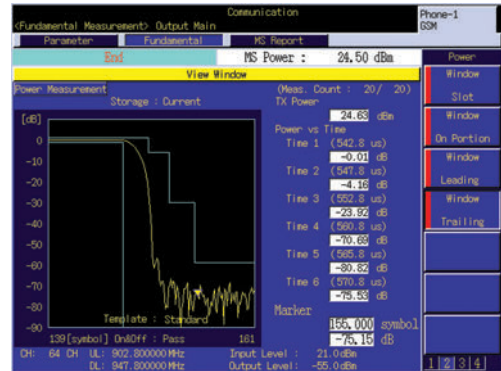 Communication
Phone-1
<Fundamental Measurement> Output Main
GSM
Parameter
Fundamental
MS Report
End
MS Power : 24.50 dBm
Power
View Window
Power Measurement
(Meas. Count : 20/ 20)
Storage : Current
TX Power
24.63 dBm
Power vs Time
Time 1 (542.8 us)
-0.01 dB
Time 2 (547.8 us)
-4.16 dB
Time 3 (552.8 us)
-23.92 dB
Time 4 (560.8 us)
-70.69 dB
Time 5 (565.8 us)
-80.82 dB
Time 6 (570.8 us)
-75.53 dB
Marker
155.000 symbol
-75.15 dB
[dB]
0
-10
-20
-30
-40
-50
-60
-70
-80
-90
Template : Standard
139[symbol] On&Off : Pass 161
CH: 64 CH UL: 902.800000MHz Input Level : 21.0dBm
DL: 947.800000MHz Output Level : -55.0dBm
Window
Slot
Window
On Portion
Window
Leading
Window
Trailing
1 2 3 4